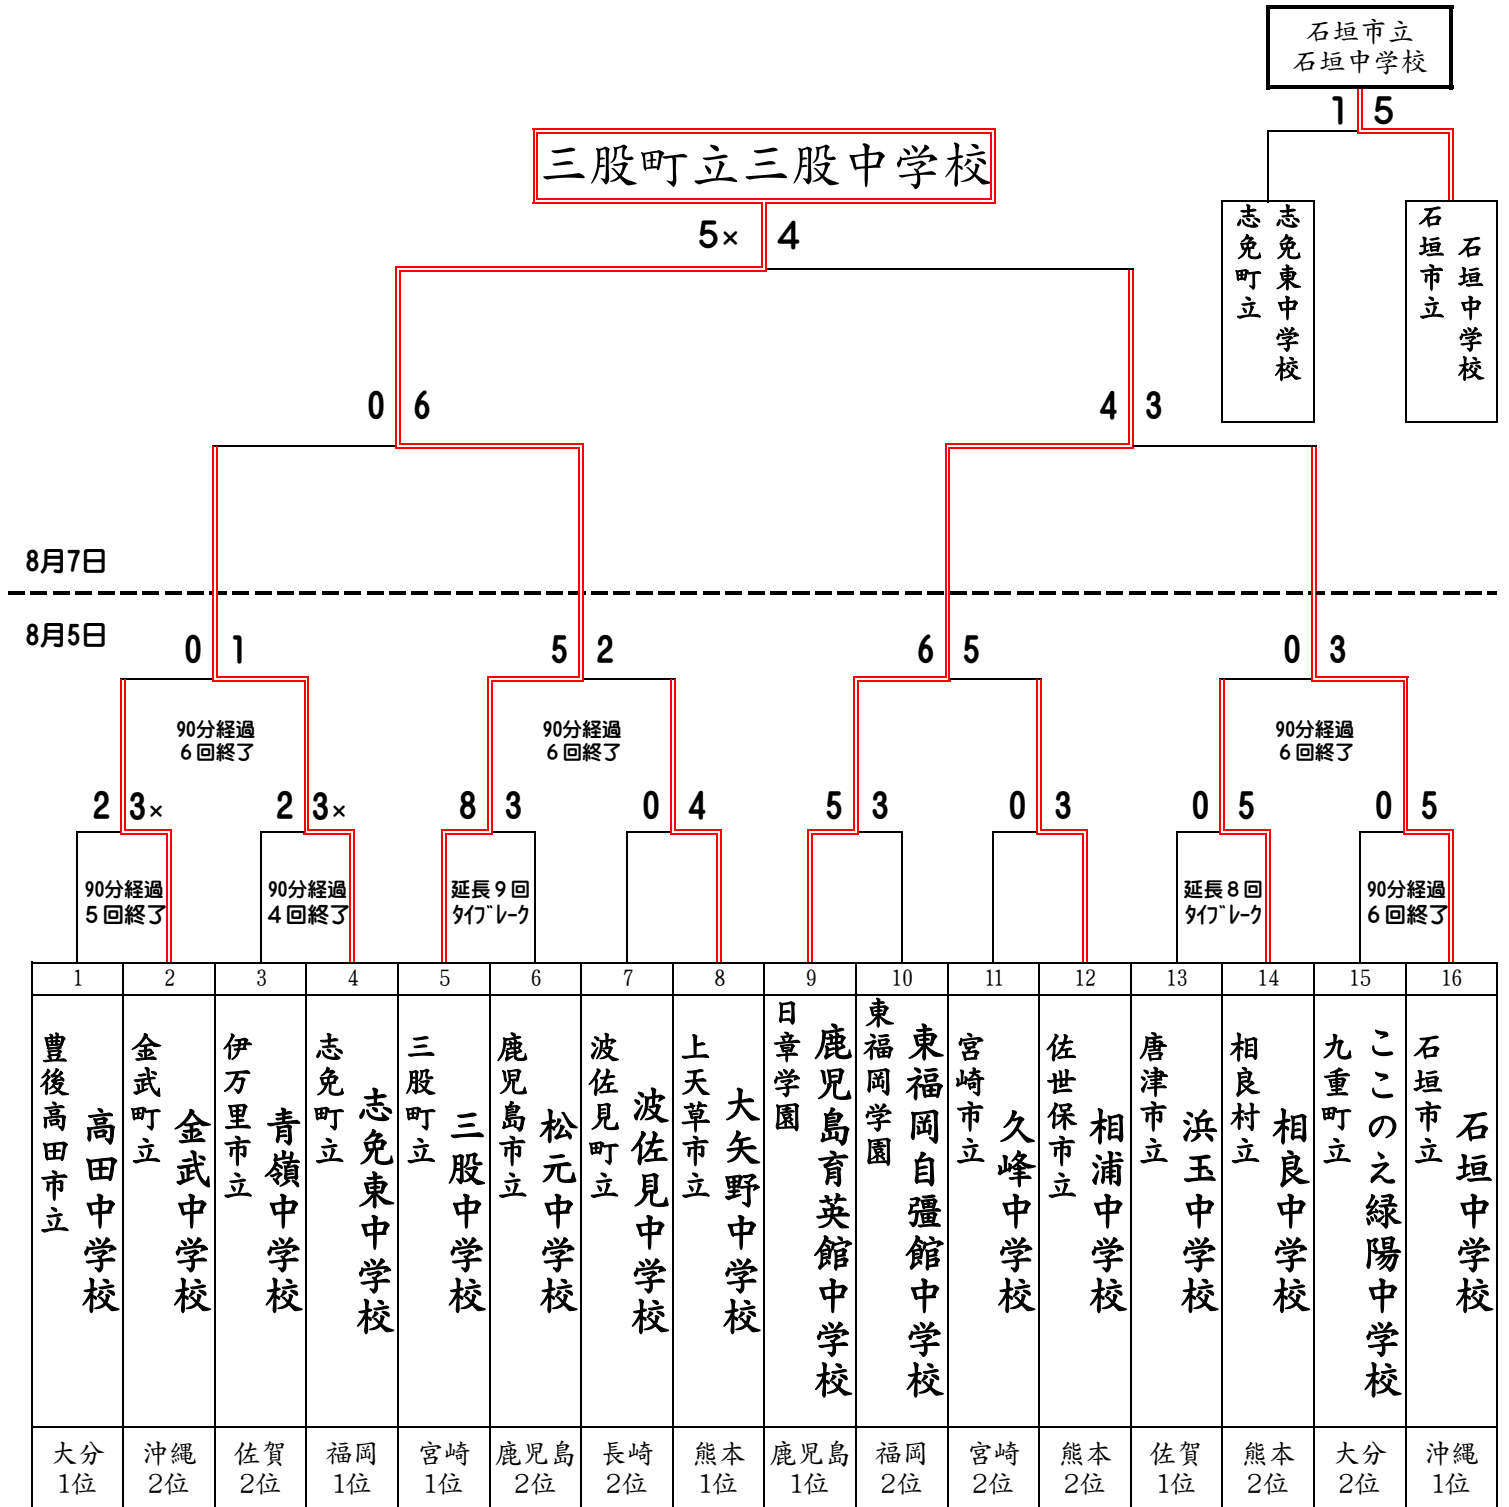 石垣市立
石垣中学校
1 5
三股町立三股中学校
5× 4
志免町立
志免東中学校
石垣市立
石垣中学校
0 6
4 3
8月7日
8月5日
0 1
5 2
6 5
0 3
90分経過
6回終了
90分経過
6回終了
90分経過
6回終了
2 3×
2 3×
8 3
0 4
5 3
0 3
0 5
0 5
90分経過
5回終了
90分経過
4回終了
延長9回
ﾀｲﾌﾞﾚｰｸ
延長8回
ﾀｲﾌﾞﾚｰｸ
90分経過
6回終了
1 2 3 4 5 6 7 8 9 10 11 12 13 14 15 16
豊後高田市立
高田中学校
金武町立
金武中学校
伊万里市立
青嶺中学校
志免町立
志免東中学校
三股町立
三股中学校
鹿児島市立
松元中学校
波佐見町立
波佐見中学校
上天草市立
大矢野中学校
日章学園
鹿児島育英館中学校
東福岡学園
東福岡自彊館中学校
宮崎市立
久峰中学校
佐世保市立
相浦中学校
唐津市立
浜玉中学校
相良村立
相良中学校
九重町立
ここのえ緑陽中学校
石垣市立
石垣中学校
大分
1位
沖縄
2位
佐賀
2位
福岡
1位
宮崎
1位
鹿児島
2位
長崎
2位
熊本
1位
鹿児島
1位
福岡
2位
宮崎
2位
熊本
2位
佐賀
1位
熊本
2位
大分
2位
沖縄
1位